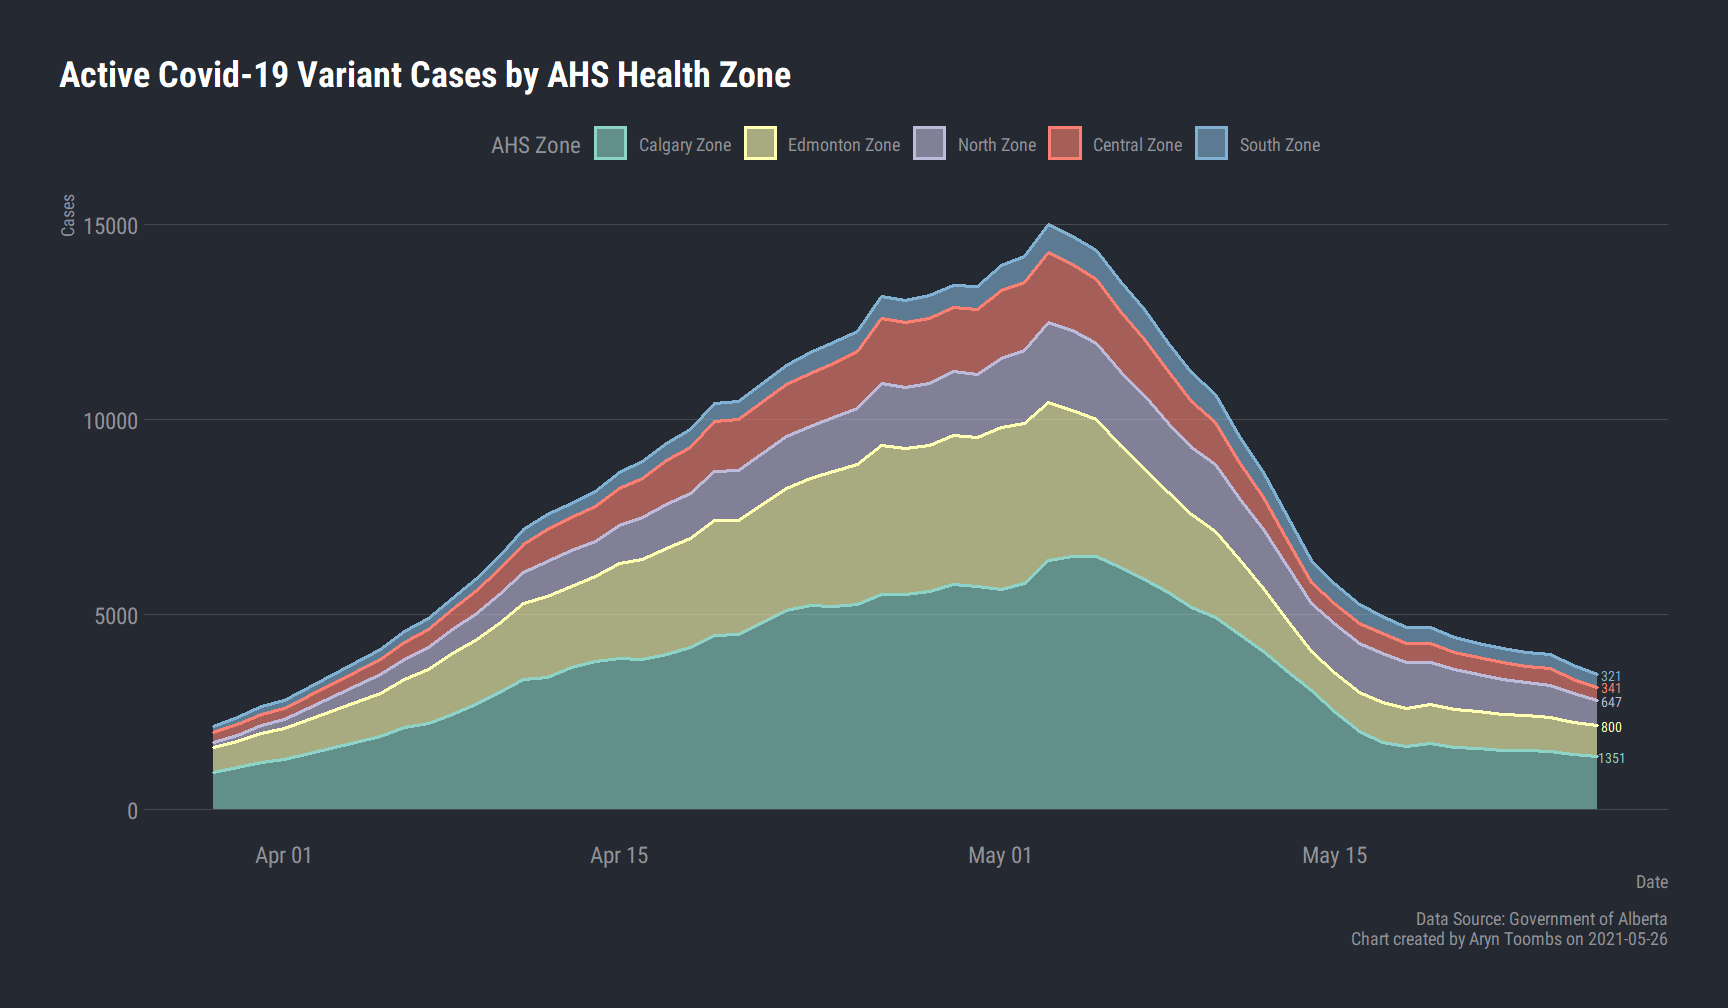 Active Covid-19 Variant Cases by AHS Health Zone
AHS Zone Calgary Zone Edmonton Zone North Zone Central Zone South Zone
Cases
15000
10000
5000
0
321
341
647
800
1351
Apr 01 Apr 15 May 01 May 15
Date
Data Source: Government of Alberta
Chart created by Aryn Toombs on 2021-05-26